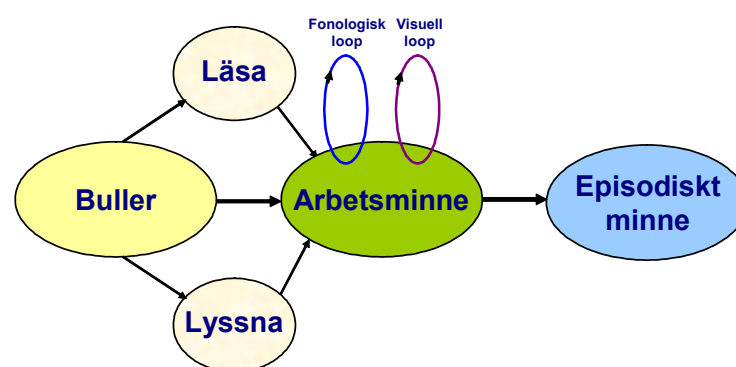 Fonologisk
loop
Visuell
loop
Läsa
Buller
Arbetsminne
Episodiskt
minne
Lyssna